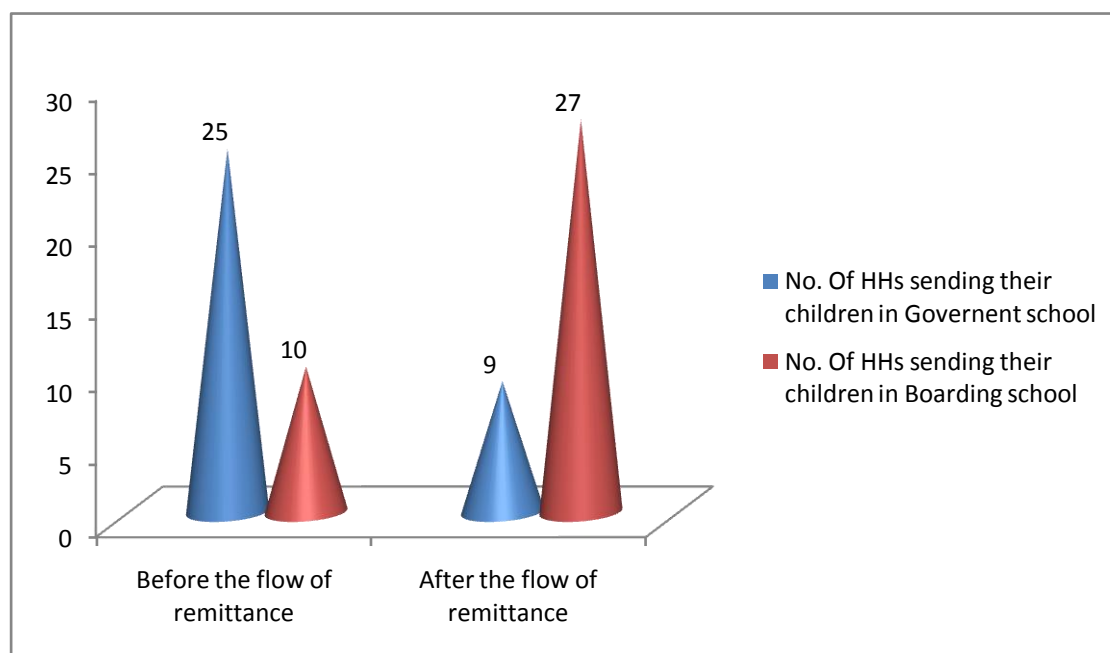 30
25
20
15
10
5
0
25
10
9
27
Before the flow of
remittance
After the flow of
remittance
No. Of HHs sending their
children in Governent school
No. Of HHs sending their
children in Boarding school